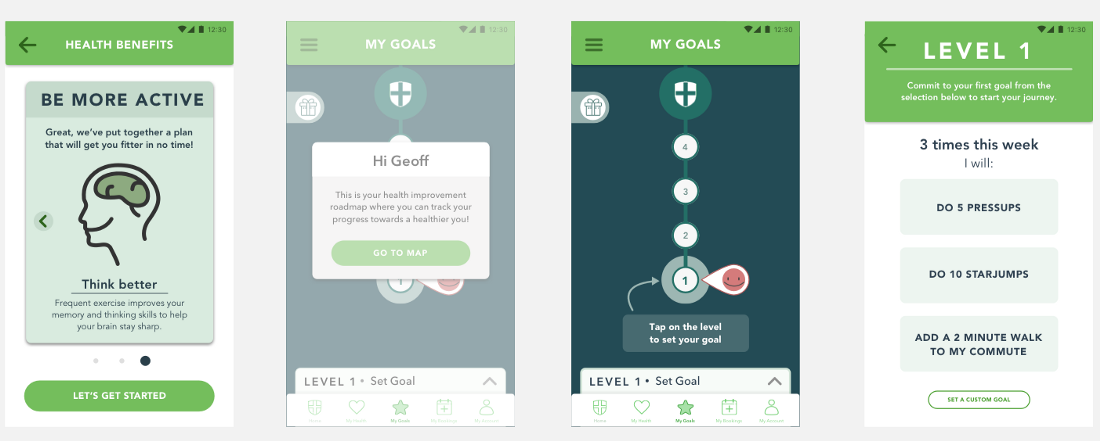 12:30
HEALTH BENEFITS
BE MORE ACTIVE
Great, we've put together a plan
that will get you fitter in no time!
Think better
Frequent exercise improves your
memory and thinking skills to help
your brain stay sharp.
LET'S GET STARTED
12:30
MY GOALS
Hi Geoff
This is your health improvement
roadmap where you can track your
progress towards a healthier you!
GO TO MAP
1
LEVEL 1 • Set Goal
Home
My Health
My Goals
My Bookings
My Account
12:30
MY GOALS
4
3
2
1
Tap on the level
to set your goal
LEVEL 1 • Set Goal
Home
My Health
My Goals
My Bookings
My Account
12:30
LEVEL 1
Commit to your first goal from the
selection below to start your journey.
3 times this week
I will:
DO 5 PRESSUPS
DO 10 STARJUMPS
ADD A 2 MINUTE WALK
TO MY COMMUTE
SET A CUSTOM GOAL